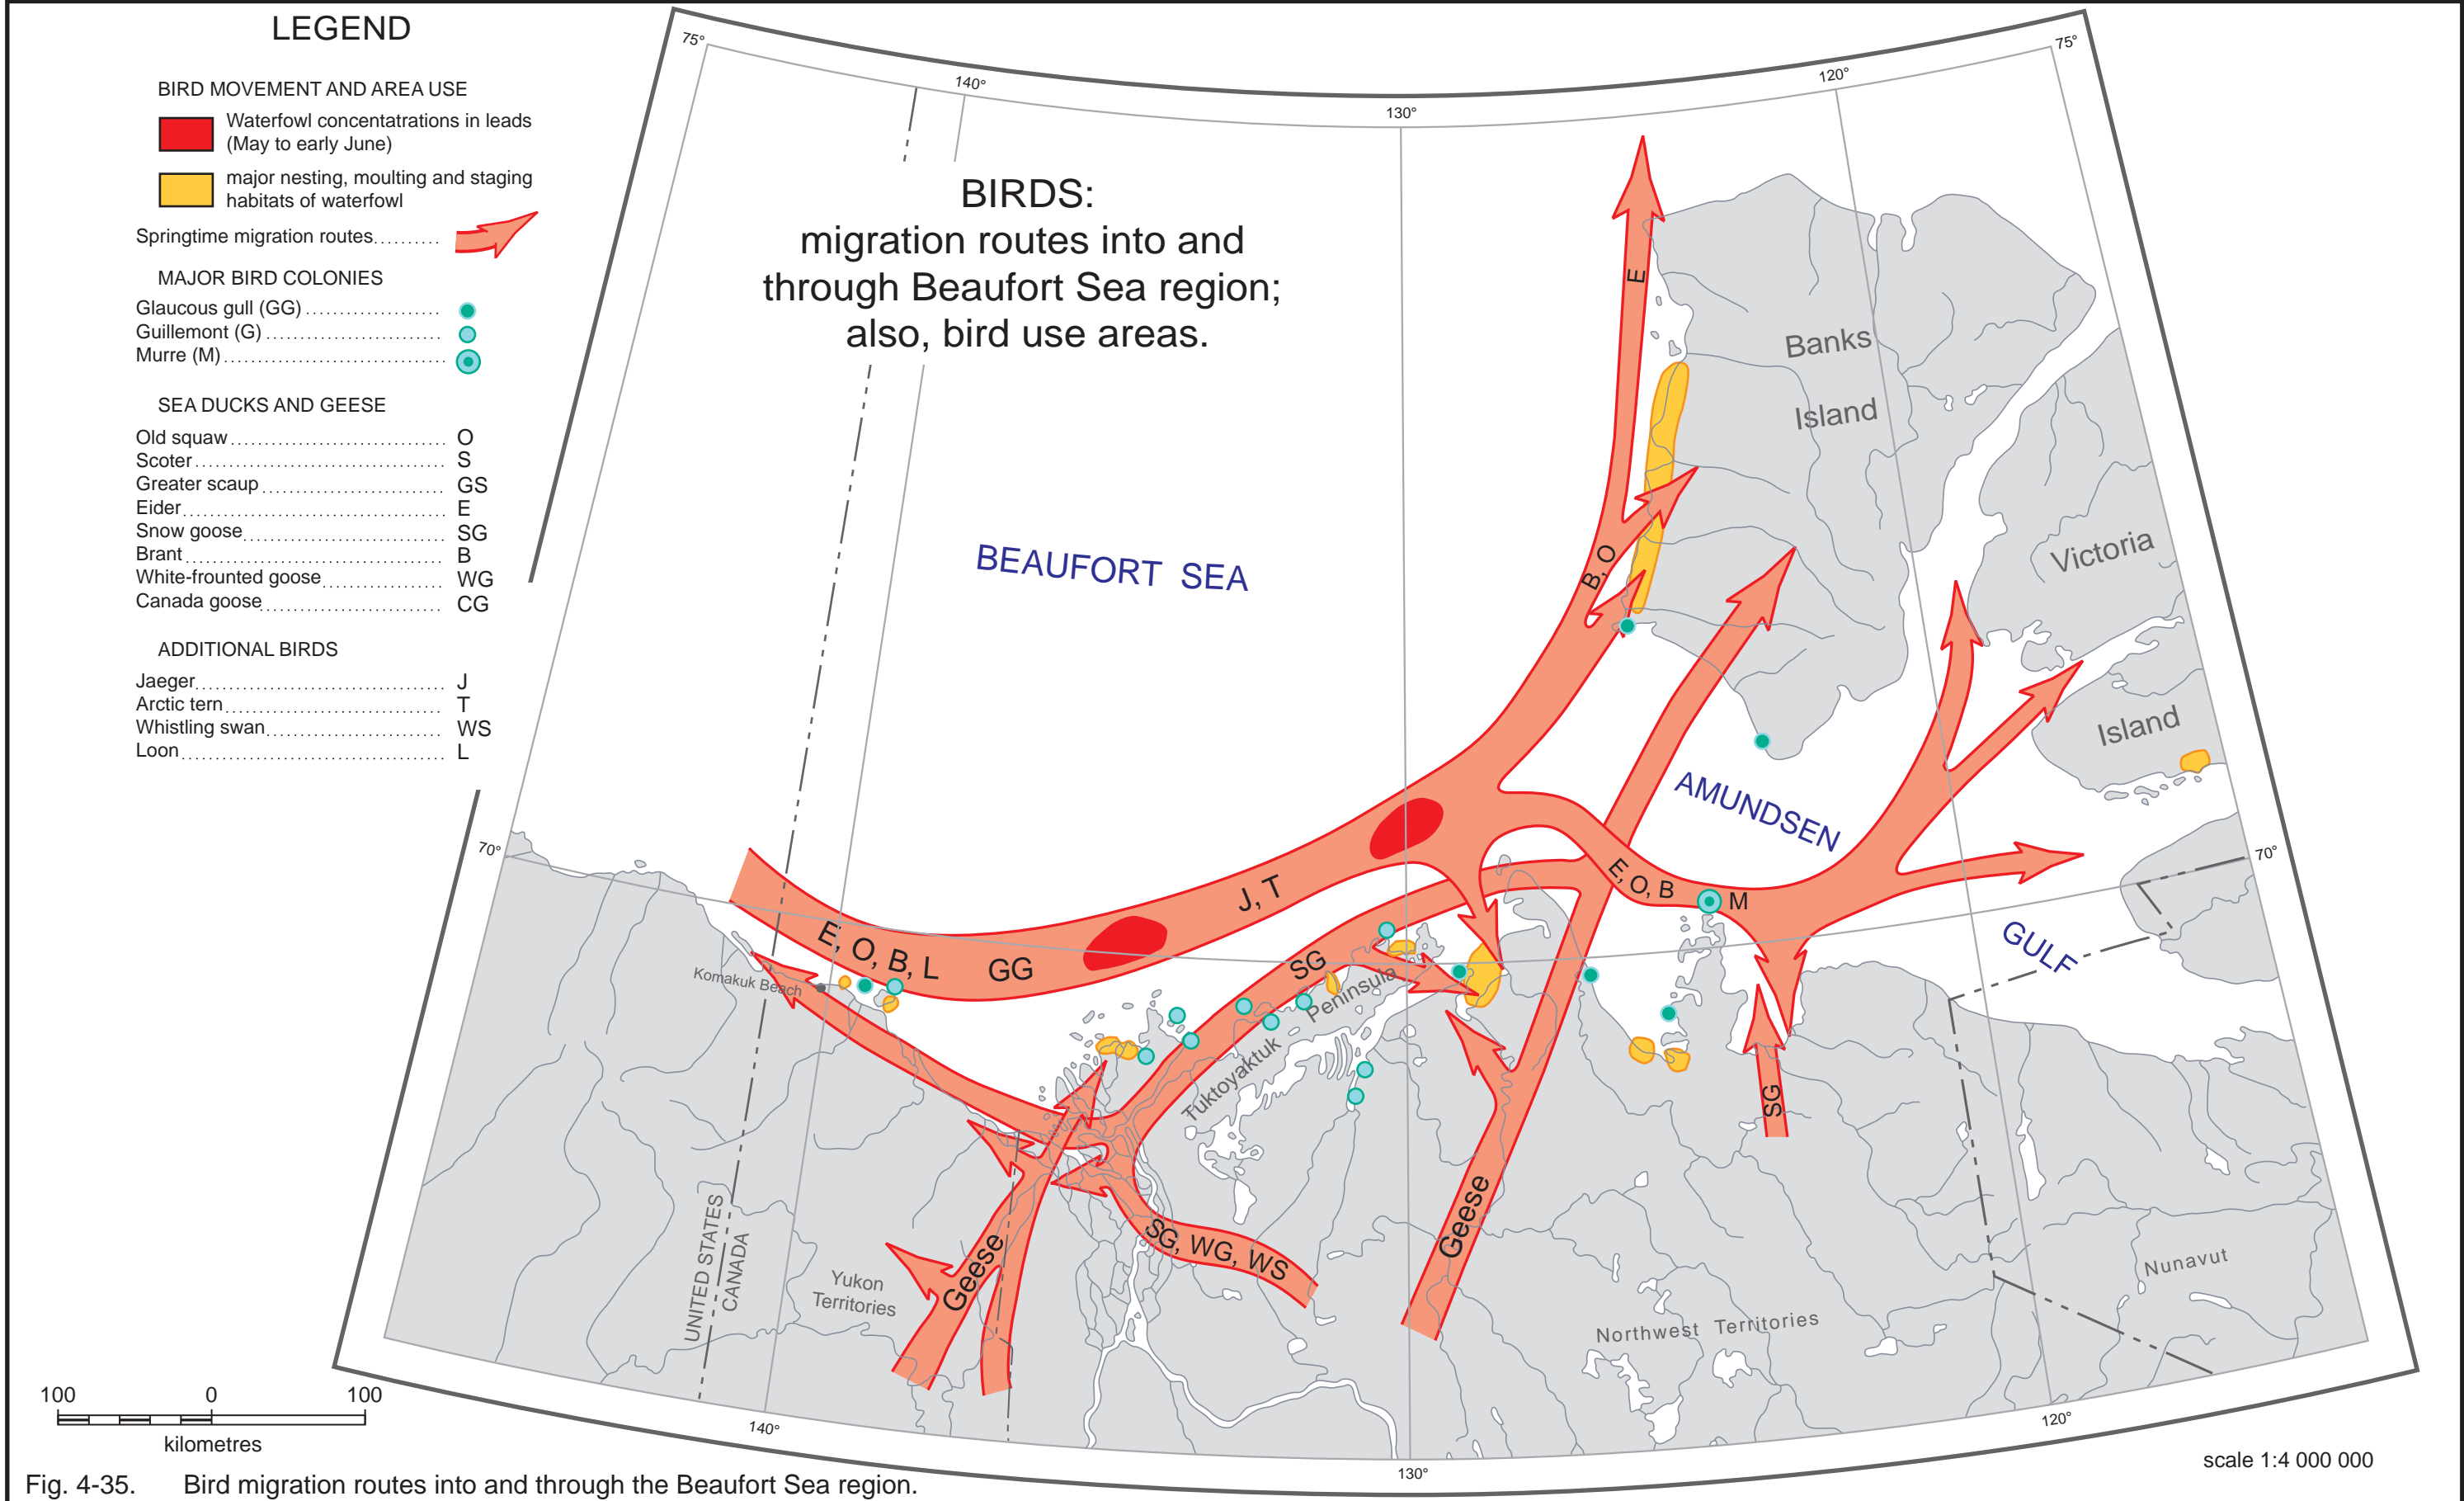 LEGEND
BIRD MOVEMENT AND AREA USE
Waterfowl concentatrations in leads
(May to early June)
major nesting, moulting and staging
habitats of waterfowl
Springtime migration routes..........
MAJOR BIRD COLONIES
Glaucous gull (GG)....................
Guillemont (G)..........................
Murre (M)..................................
SEA DUCKS AND GEESE
Old squaw................................ O
Scoter..................................... S
Greater scaup........................... GS
Eider....................................... E
Snow goose.............................. SG
Brant....................................... B
White-frounted goose.................. WG
Canada goose........................... CG
ADDITIONAL BIRDS
Jaeger..................................... J
Arctic tern................................ T
Whistling swan.......................... WS
Loon....................................... L
BIRDS:
migration routes into and
through Beaufort Sea region;
also, bird use areas.
75°
140°
130°
120°
75°
E
Banks
Island
BEAUFORT SEA
B, O
Victoria
Island
AMUNDSEN
GULF
70°
70°
J, T
E, O, B, L GG
E, O, B
M
SG
Komakuk Beach
Tuktoyaktuk
Peninsula
SG
SG, WG, WS
Geese
Geese
UNITED STATES
CANADA
Yukon
Territories
Northwest Territories
Nunavut
140°
130°
120°
100 0 100
kilometres
scale 1:4 000 000
Fig. 4-35. Bird migration routes into and through the Beaufort Sea region.